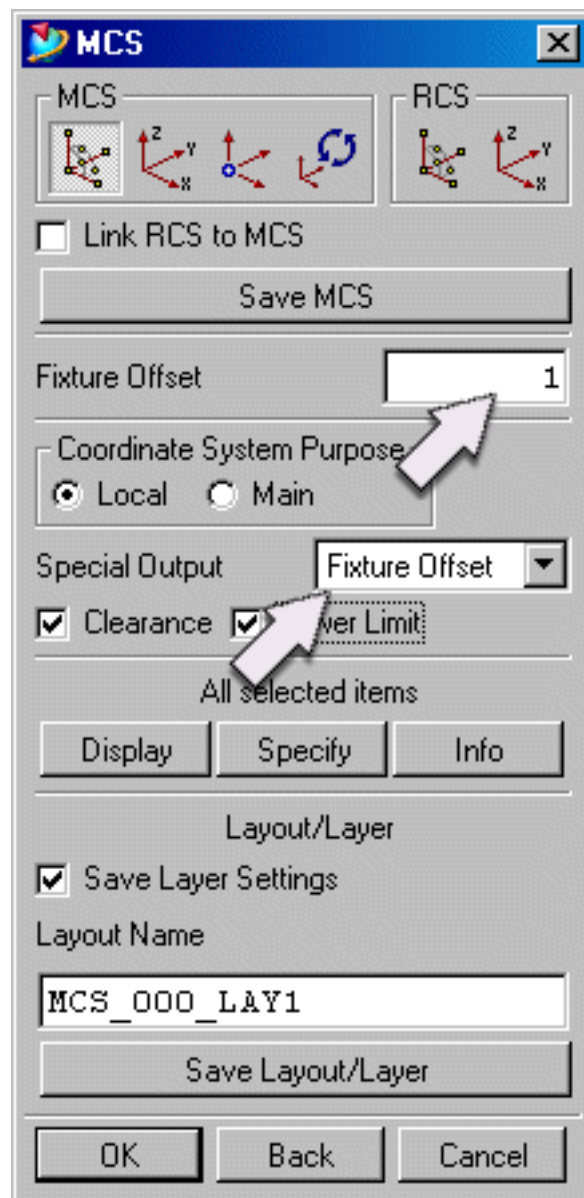 MCS
MCS RCS
Z Y X Z Y X
Link RCS to MCS
Save MCS
Fixture Offset 1
Coordinate System Purpose
Local Main
Special Output Fixture Offset
Clearance Limit
All selected items
Display Specify Info
Layout/Layer
Save Layer Settings
Layout Name
MCS_000_LAY1
Save Layout/Layer
OK Back Cancel